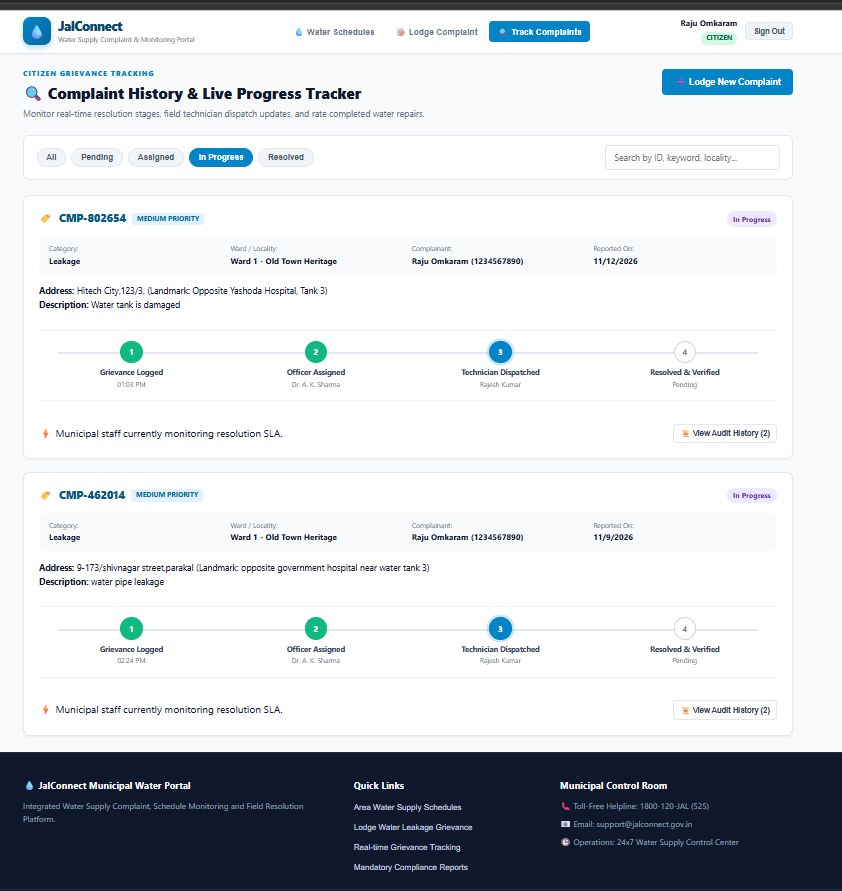 JalConnect
Water Supply Complaint & Monitoring Portal
Water Schedules
Lodge Complaint
Track Complaints
Raju Omkaram
CITIZEN
Sign Out
CITIZEN GRIEVANCE TRACKING
Complaint History & Live Progress Tracker
Monitor real-time resolution stages, field technician dispatch updates, and rate completed water repairs.
Lodge New Complaint
All
Pending
Assigned
In Progress
Resolved
Search by ID, keyword, locality...
CMP-802654 MEDIUM PRIORITY
In Progress
Category: Ward / Locality: Complainant: Reported On:
Leakage Ward 1 - Old Town Heritage Raju Omkaram (1234567890) 11/12/2026
Address: Hitech City,123/3, (Landmark: Opposite Yashoda Hospital, Tank 3)
Description: Water tank is damaged
1 2 3 4
Grievance Logged Officer Assigned Technician Dispatched Resolved & Verified
01:03 PM Dr. A. K. Sharma Rajesh Kumar Pending
Municipal staff currently monitoring resolution SLA.
View Audit History (2)
CMP-462014 MEDIUM PRIORITY
In Progress
Category: Ward / Locality: Complainant: Reported On:
Leakage Ward 1 - Old Town Heritage Raju Omkaram (1234567890) 11/9/2026
Address: 9-173/shivnagar street,parakal (Landmark: opposite government hospital near water tank 3)
Description: water pipe leakage
1 2 3 4
Grievance Logged Officer Assigned Technician Dispatched Resolved & Verified
02:24 PM Dr. A. K. Sharma Rajesh Kumar Pending
Municipal staff currently monitoring resolution SLA.
View Audit History (2)
JalConnect Municipal Water Portal
Integrated Water Supply Complaint, Schedule Monitoring and Field Resolution
Platform.
Quick Links
Area Water Supply Schedules
Lodge Water Leakage Grievance
Real-time Grievance Tracking
Mandatory Compliance Reports
Municipal Control Room
Toll-Free Helpline: 1800-120-JAL (525)
Email: support@jalconnect.gov.in
Operations: 24x7 Water Supply Control Center